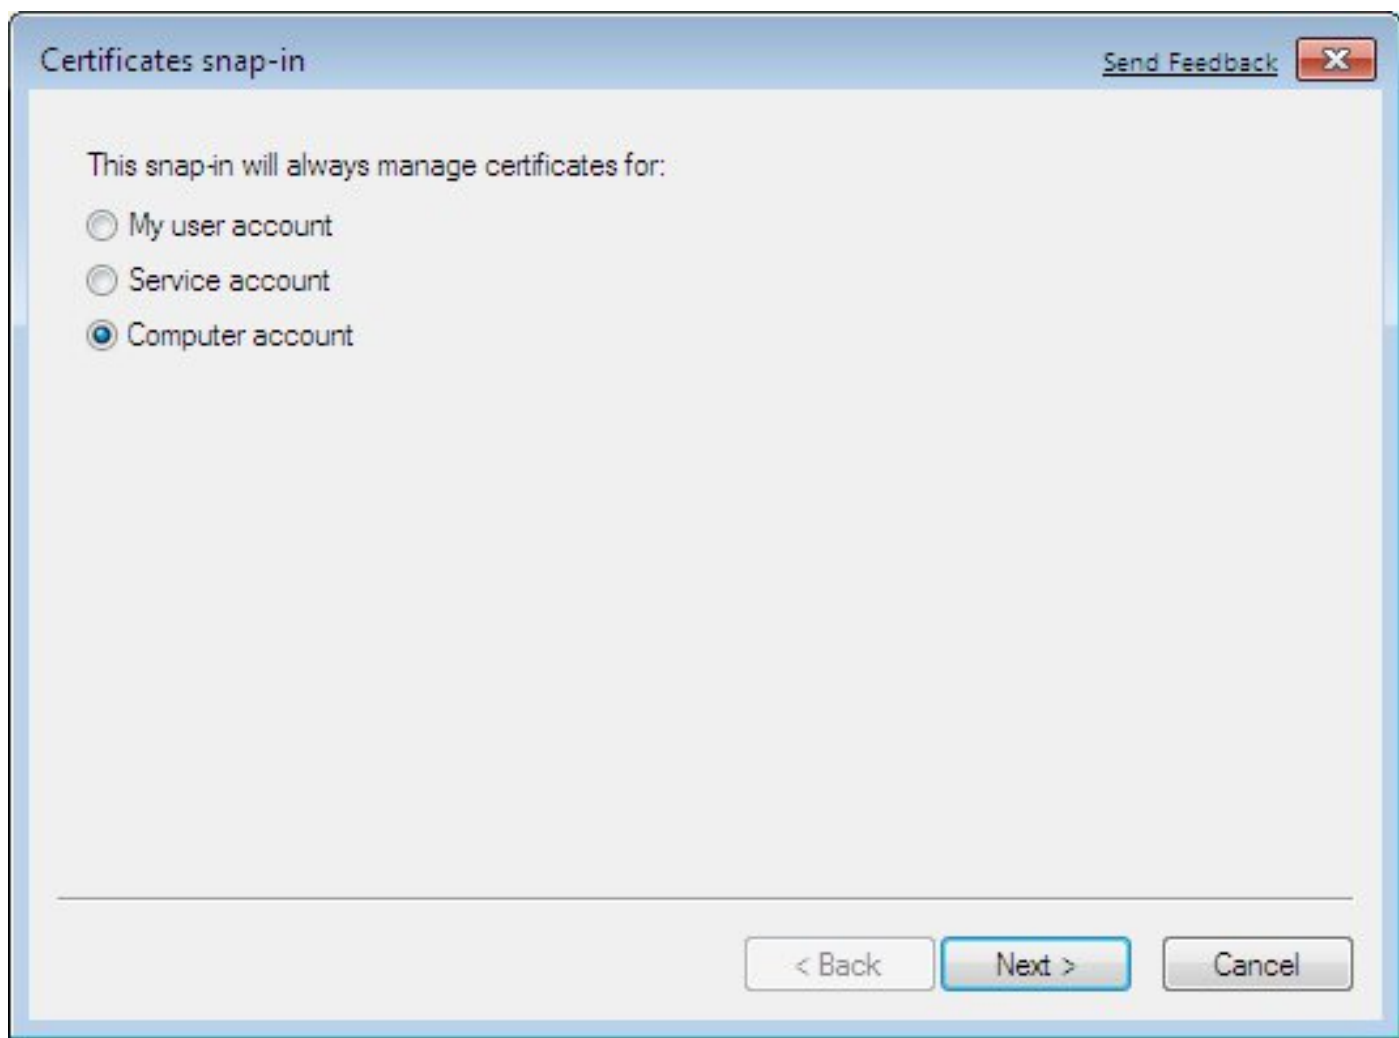 Certificates snap-in
Send Feedback
This snap-in will always manage certificates for:
My user account
Service account
Computer account
< Back
Next >
Cancel